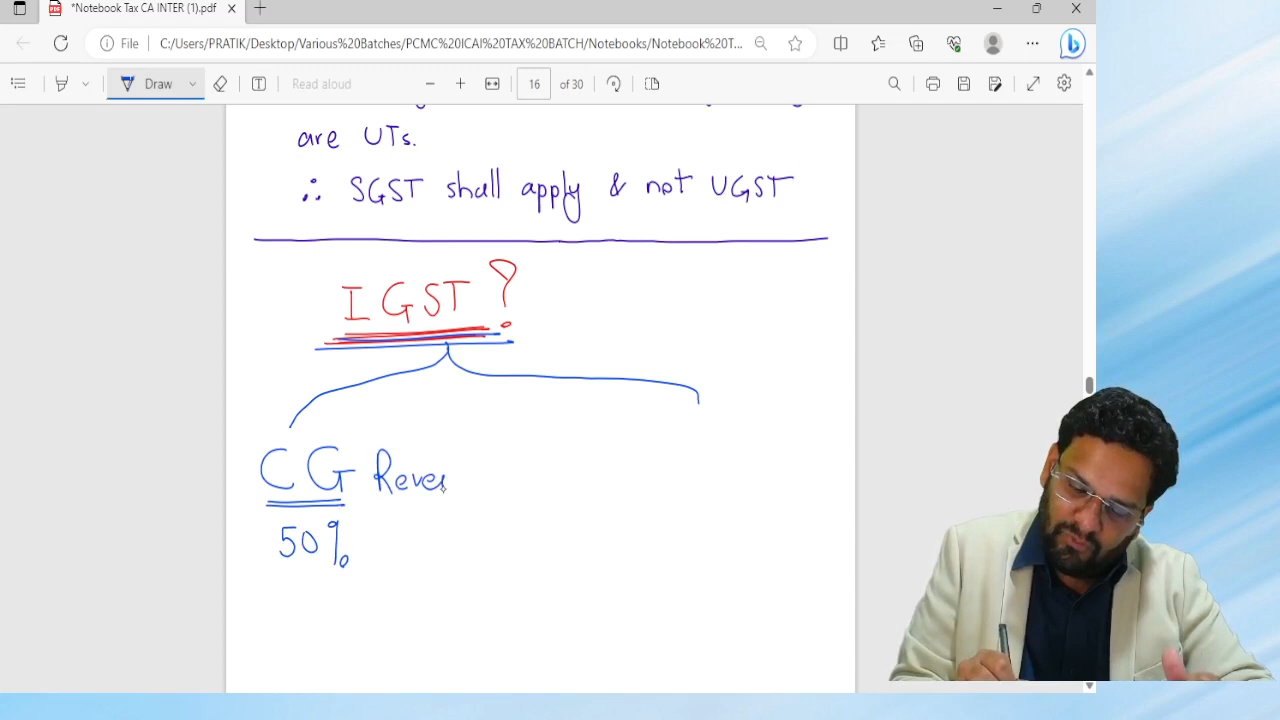 *Notebook Tax CA INTER (1).pdf
File C:/Users/PRATIK/Desktop/Various%20Batches/PCMC%20ICAI%20TAX%20BATCH/Notebooks/Notebook%20T...
Draw Read aloud 16 of 30
are UTs.
∴ SGST shall apply & not UGST
IGST?
CG Reve
50%